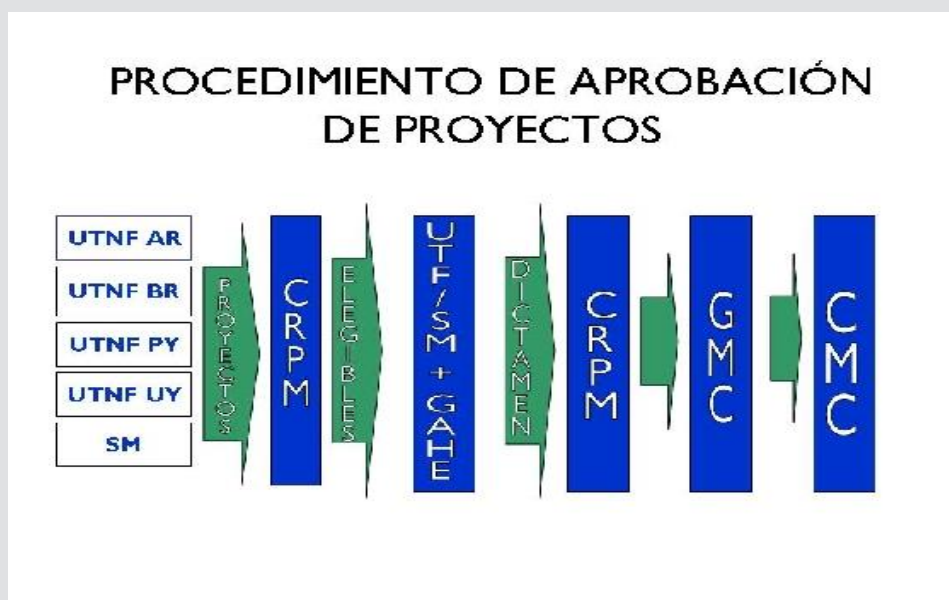 PROCEDIMIENTO DE APROBACIÓN
DE PROYECTOS
UTNF AR
UTNF BR
UTNF PY
UTNF UY
SM
PROYECTOS
CRPM
ELEGIBLES
UTF/SM + GAHE
DICTAMEN
CRPM
GMC
CMC